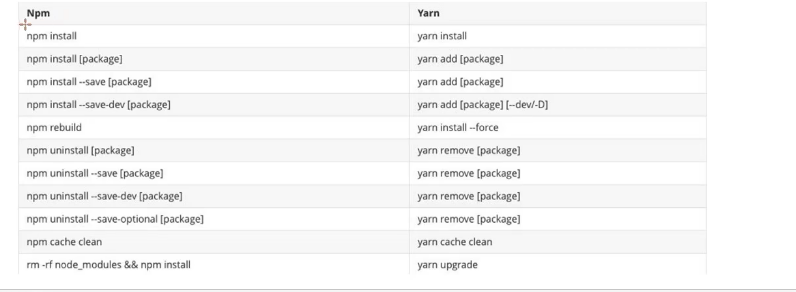 Npm Yarn
npm install yarn install
npm install [package] yarn add [package]
npm install --save [package] yarn add [package]
npm install --save-dev [package] yarn add [package] [--dev/-D]
npm rebuild yarn install --force
npm uninstall [package] yarn remove [package]
npm uninstall --save [package] yarn remove [package]
npm uninstall --save-dev [package] yarn remove [package]
npm uninstall --save-optional [package] yarn remove [package]
npm cache clean yarn cache clean
rm -rf node_modules && npm install yarn upgrade